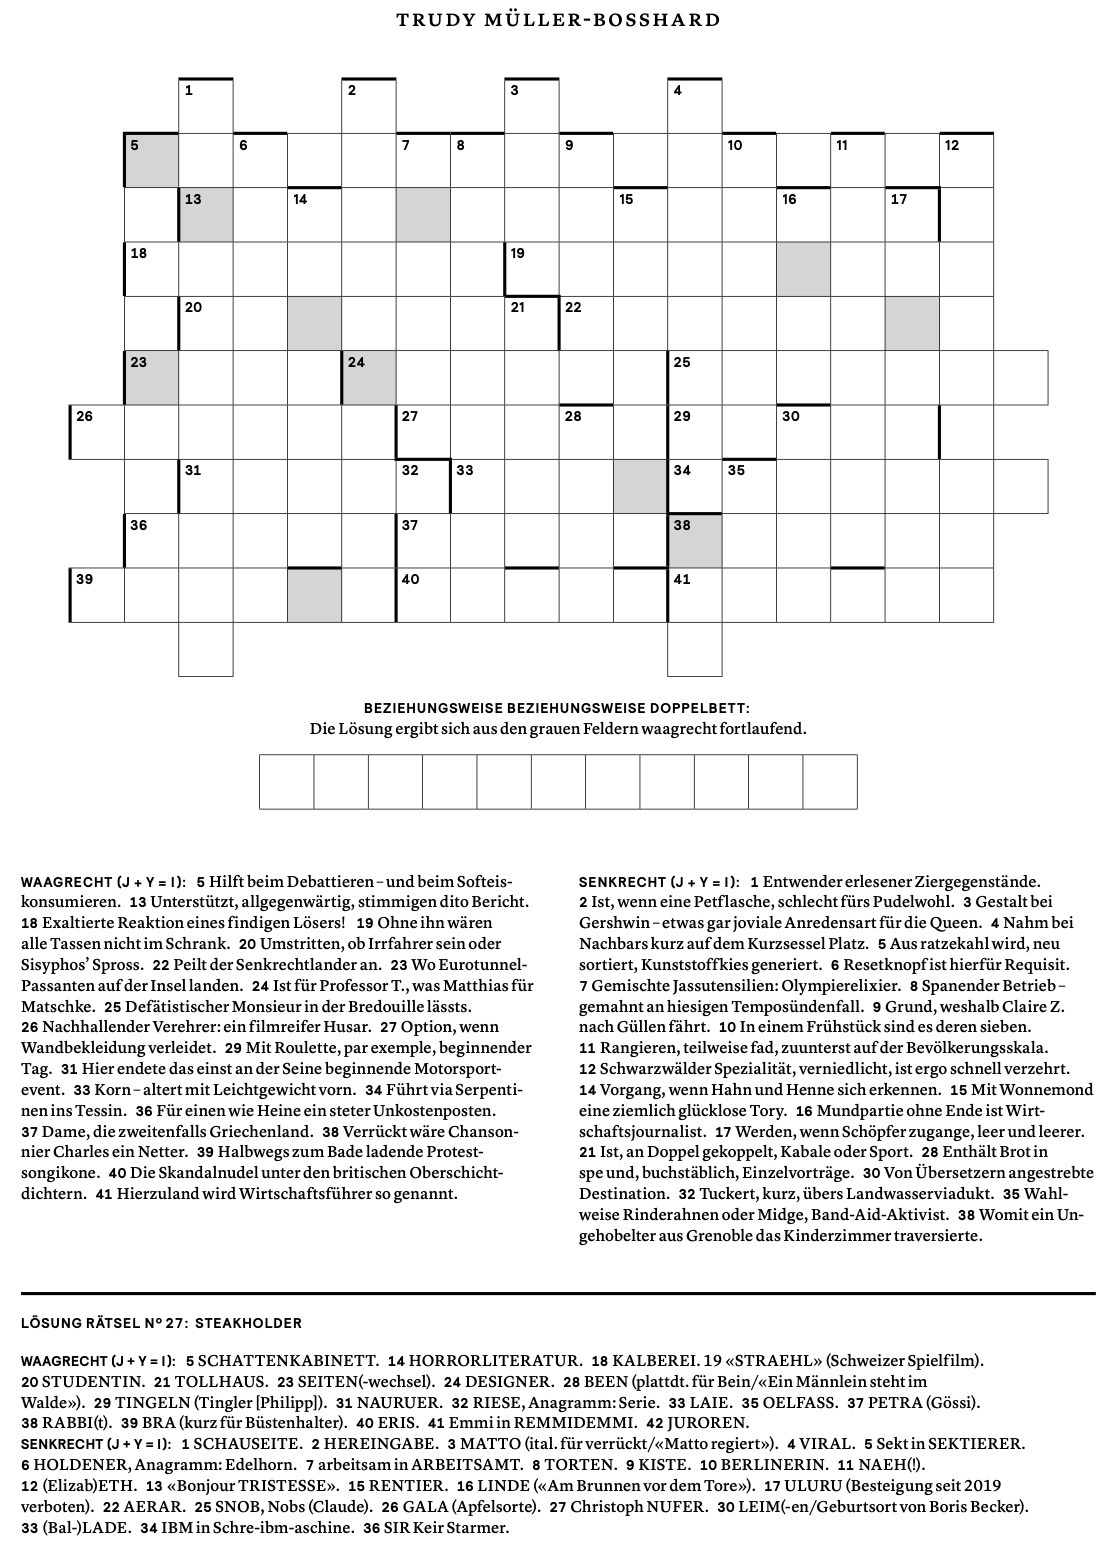 TRUDY MÜLLER-BOSSHARD
1 2 3 4
5 6 7 8 9 10 11 12
13 14 15 16 17
18 19
20 21 22
23 24 25
26 27 28 29 30
31 32 33 34 35
36 37 38
39 40 41
BEZIEHUNGSWEISE BEZIEHUNGSWEISE DOPPELBETT:
Die Lösung ergibt sich aus den grauen Feldern waagrecht fortlaufend.
WAAGRECHT (J + Y = I): 5 Hilft beim Debattieren – und beim Softeis-
konsumieren. 13 Unterstützt, allgegenwärtig, stimmigen dito Bericht.
18 Exaltierte Reaktion eines findigen Lösers! 19 Ohne ihn wären
alle Tassen nicht im Schrank. 20 Umstritten, ob Irrfahrer sein oder
Sisyphos’ Spross. 22 Peilt der Senkrechtlander an. 23 Wo Eurotunnel-
Passanten auf der Insel landen. 24 Ist für Professor T., was Matthias für
Matschke. 25 Defätistischer Monsieur in der Bredouille lässts.
26 Nachhallender Verehrer: ein filmreifer Husar. 27 Option, wenn
Wandbekleidung verleidet. 29 Mit Roulette, par exemple, beginnender
Tag. 31 Hier endete das einst an der Seine beginnende Motorsport-
event. 33 Korn – altert mit Leichtgewicht vorn. 34 Führt via Serpenti-
nen ins Tessin. 36 Für einen wie Heine ein steter Unkostenposten.
37 Dame, die zweitenfalls Griechenland. 38 Verrückt wäre Chanson-
nier Charles ein Netter. 39 Halbwegs zum Bade ladende Protest-
songikone. 40 Die Skandalnudel unter den britischen Oberschicht-
dichtern. 41 Hierzuland wird Wirtschaftsführer so genannt.
SENKRECHT (J + Y = I): 1 Entwender erlesener Ziergegenstände.
2 Ist, wenn eine Petflasche, schlecht fürs Pudelwohl. 3 Gestalt bei
Gershwin – etwas gar joviale Anredensart für die Queen. 4 Nahm bei
Nachbars kurz auf dem Kurzsessel Platz. 5 Aus ratzekahl wird, neu
sortiert, Kunststoffkies generiert. 6 Resetknopf ist hierfür Requisit.
7 Gemischte Jassutensilien: Olympierelixier. 8 Spanender Betrieb –
gemahnt an hiesigen Temposündenfall. 9 Grund, weshalb Claire Z.
nach Güllen fährt. 10 In einem Frühstück sind es deren sieben.
11 Rangieren, teilweise fad, zuunterst auf der Bevölkerungsskala.
12 Schwarzwälder Spezialität, verniedlicht, ist ergo schnell verzehrt.
14 Vorgang, wenn Hahn und Henne sich erkennen. 15 Mit Wonnemond
eine ziemlich glücklose Tory. 16 Mundpartie ohne Ende ist Wirt-
schaftsjournalist. 17 Werden, wenn Schöpfer zugange, leer und leerer.
21 Ist, an Doppel gekoppelt, Kabale oder Sport. 28 Enthält Brot in
spe und, buchstäblich, Einzelvorträge. 30 Von Übersetzern angestrebte
Destination. 32 Tuckert, kurz, übers Landwasserviadukt. 35 Wahl-
weise Rinderahnen oder Midge, Band-Aid-Aktivist. 38 Womit ein Un-
gehobelter aus Grenoble das Kinderzimmer traversierte.
LÖSUNG RÄTSEL Nº 27: STEAKHOLDER
WAAGRECHT (J + Y = I): 5 SCHATTENKABINETT. 14 HORRORLITERATUR. 18 KALBEREI. 19 «STRAEHL» (Schweizer Spielfilm).
20 STUDENTIN. 21 TOLLHAUS. 23 SEITEN(-wechsel). 24 DESIGNER. 28 BEEN (plattdt. für Bein/«Ein Männlein steht im
Walde»). 29 TINGELN (Tingler [Philipp]). 31 NAURUER. 32 RIESE, Anagramm: Serie. 33 LAIE. 35 OELFASS. 37 PETRA (Gössi).
38 RABBI(t). 39 BRA (kurz für Büstenhalter). 40 ERIS. 41 Emmi in REMMIDEMMI. 42 JUROREN.
SENKRECHT (J + Y = I): 1 SCHAUSEITE. 2 HEREINGABE. 3 MATTO (ital. für verrückt/«Matto regiert»). 4 VIRAL. 5 Sekt in SEKTIERER.
6 HOLDENER, Anagramm: Edelhorn. 7 arbeitsam in ARBEITSAMT. 8 TORTEN. 9 KISTE. 10 BERLINERIN. 11 NAEH(!).
12 (Elizab)ETH. 13 «Bonjour TRISTESSE». 15 RENTIER. 16 LINDE («Am Brunnen vor dem Tore»). 17 ULURU (Besteigung seit 2019
verboten). 22 AERAR. 25 SNOB, Nobs (Claude). 26 GALA (Apfelsorte). 27 Christoph NUFER. 30 LEIM(-en/Geburtsort von Boris Becker).
33 (Bal-)LADE. 34 IBM in Schre-ibm-aschine. 36 SIR Keir Starmer.